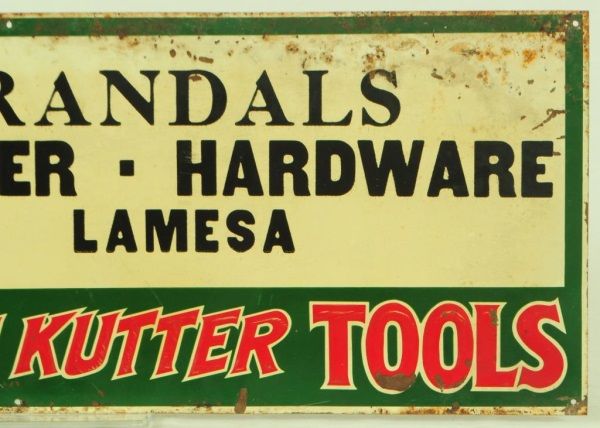 RANDALS
ER · HARDWARE
LAMESA
KUTTER TOOLS